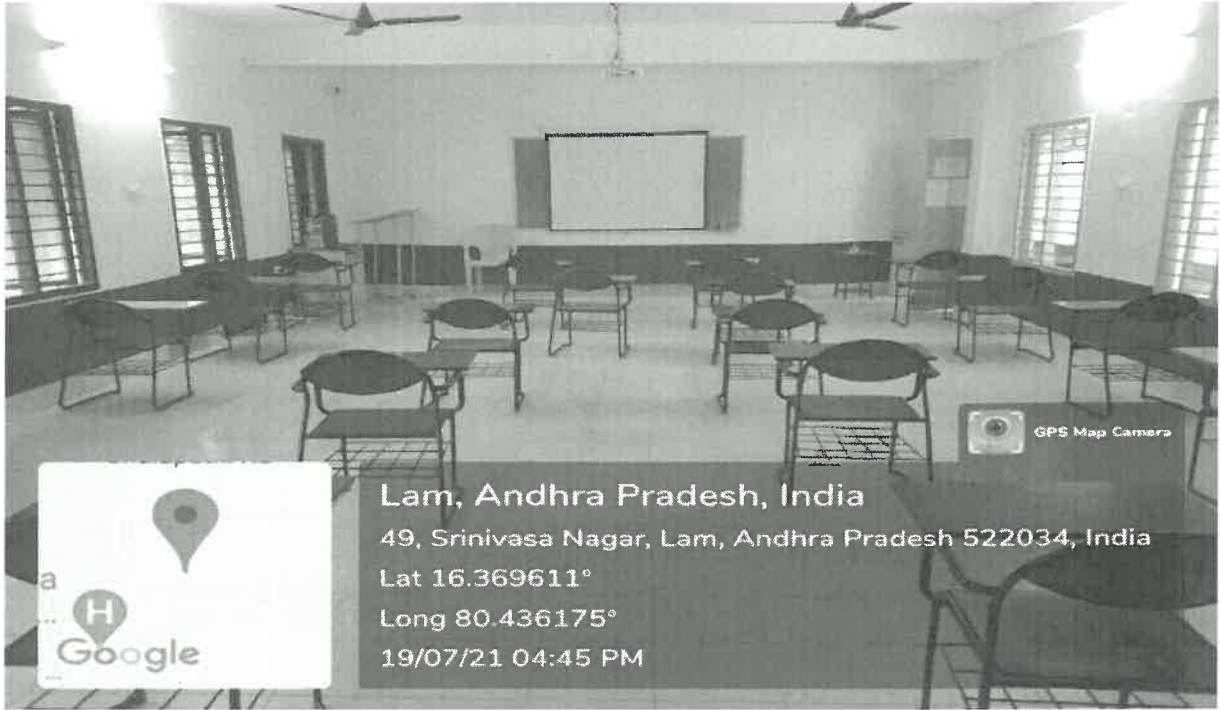 GPS Map Camera
Lam, Andhra Pradesh, India
49, Srinivasa Nagar, Lam, Andhra Pradesh 522034, India
Lat 16.369611°
Long 80.436175°
19/07/21 04:45 PM
a
H
...
Google
...